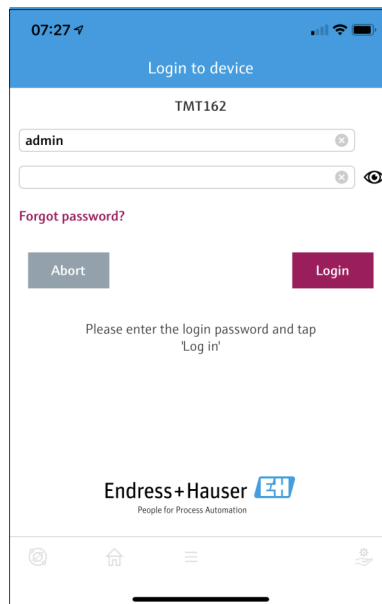 07:27
Login to device
TMT162
admin
Forgot password?
Abort
Login
Please enter the login password and tap
'Log in'
Endress+Hauser EH
People for Process Automation